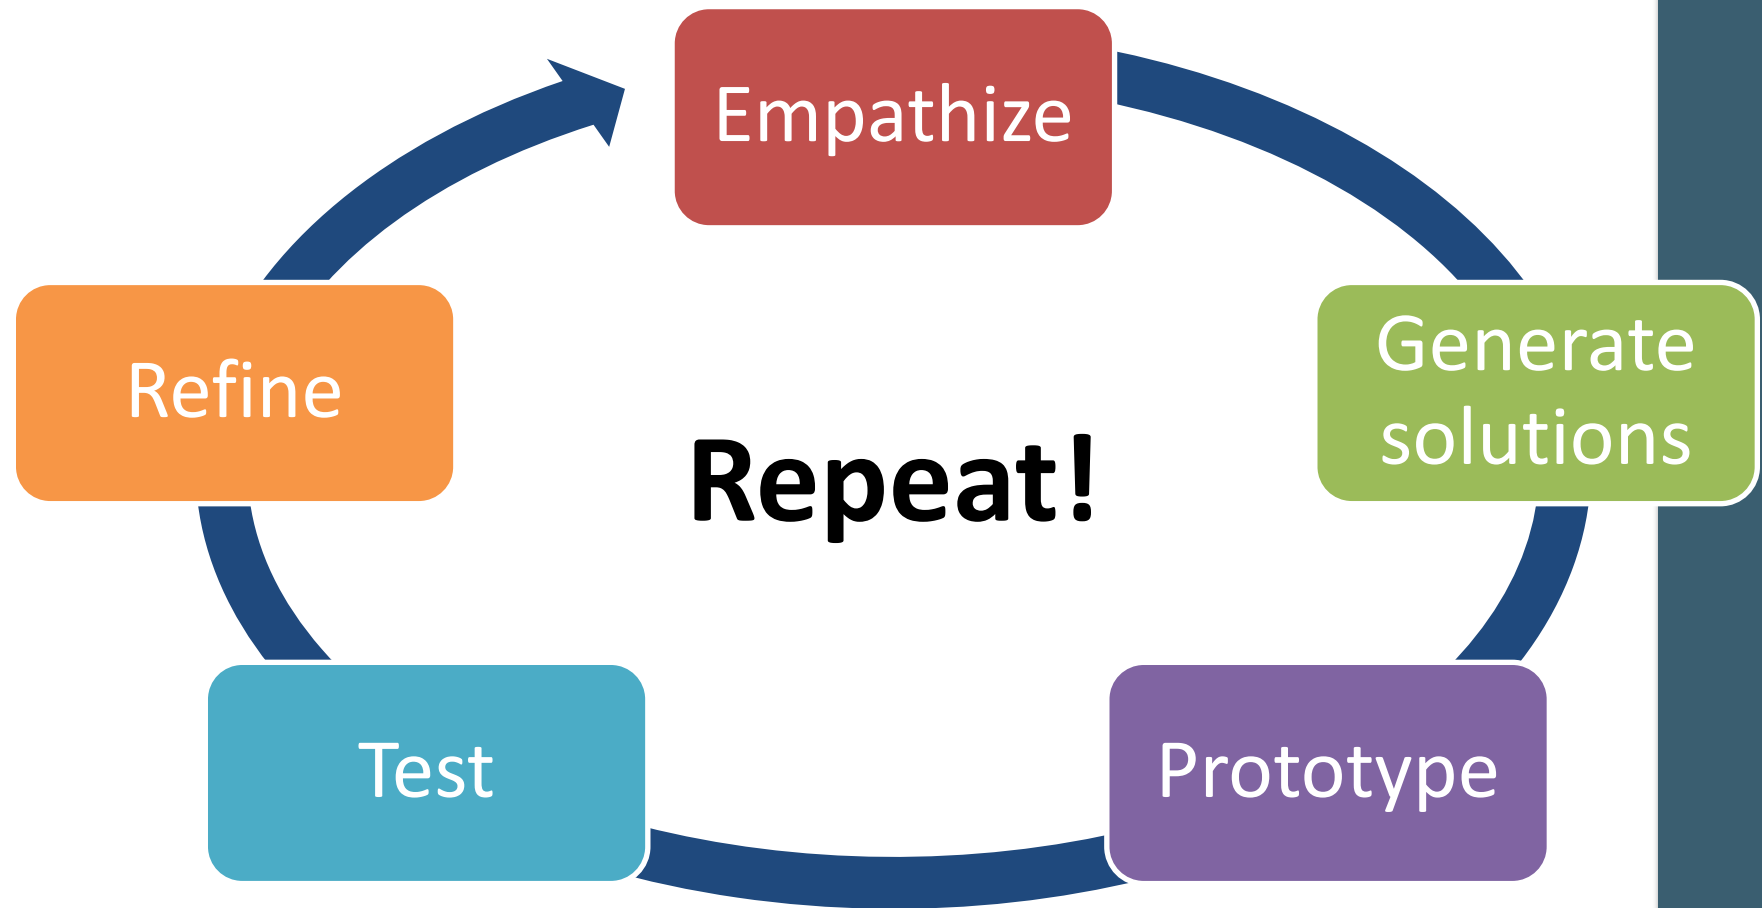 Empathize
Generate
solutions
Prototype
Test
Refine
Repeat!